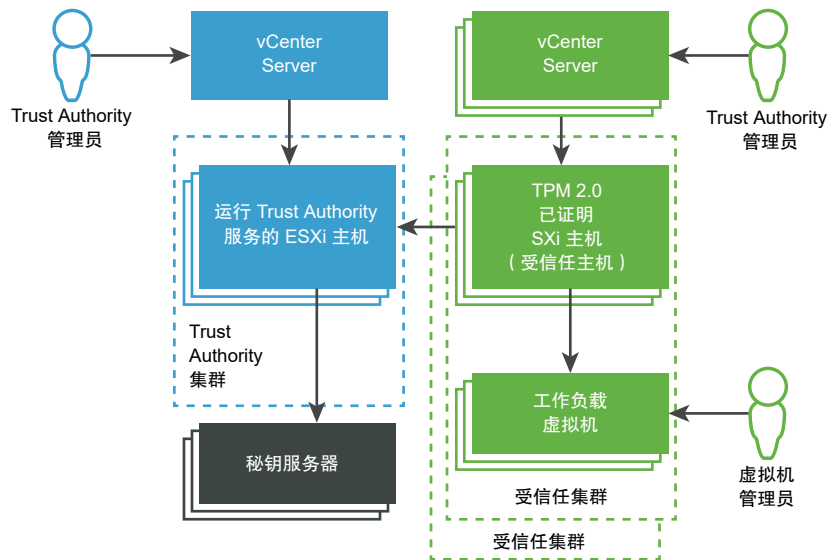 vCenter
Server
vCenter
Server
Trust Authority
管理员
Trust Authority
管理员
运行 Trust Authority
服务的 ESXi 主机
TPM 2.0
已证明
SXi 主机
（受信任主机）
Trust
Authority
集群
工作负载
虚拟机
秘钥服务器
虚拟机
管理员
受信任集群
受信任集群